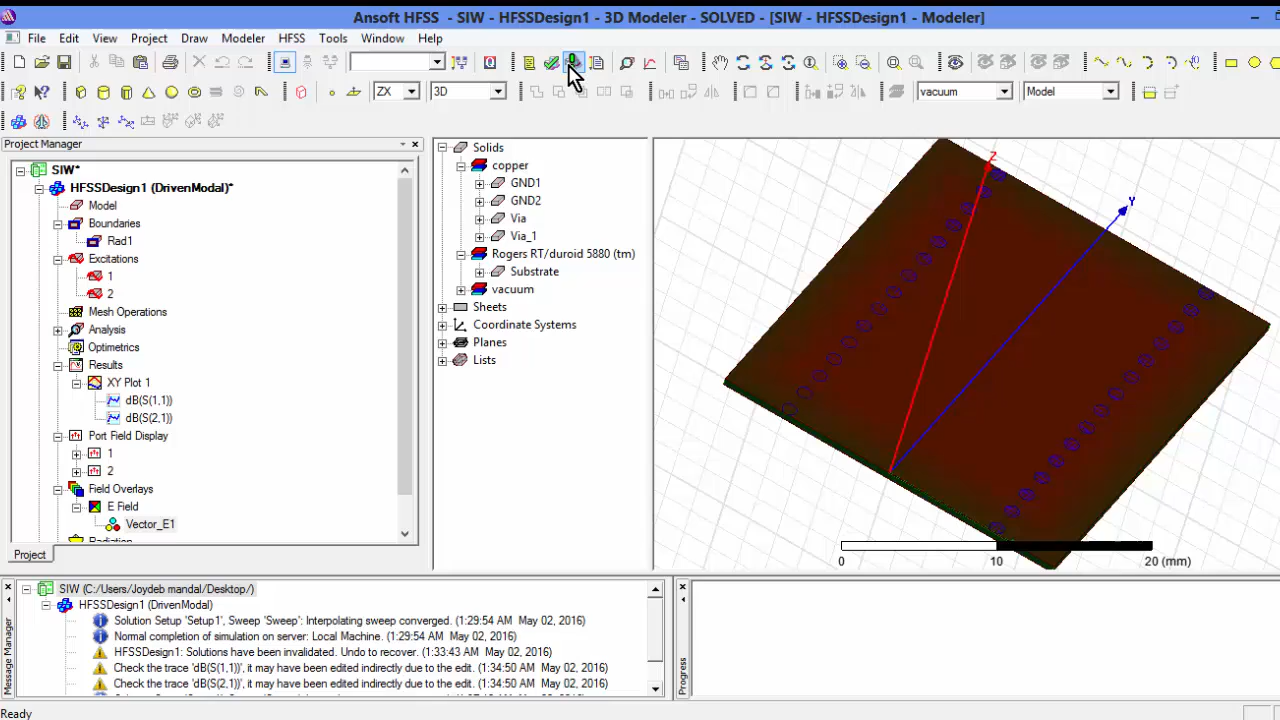 Ansoft HFSS - SIW - HFSSDesign1 - 3D Modeler - SOLVED - [SIW - HFSSDesign1 - Modeler]
File Edit View Project Draw Modeler HFSS Tools Window Help
ZX 3D vacuum Model
Project Manager
SIW*
HFSSDesign1 (DrivenModal)*
Model
Boundaries
Rad1
Excitations
1
2
Mesh Operations
Analysis
Optimetrics
Results
XY Plot 1
dB(S(1,1))
dB(S(2,1))
Port Field Display
1
2
Field Overlays
E Field
Vector_E1
Radiation
Project
Solids
copper
GND1
GND2
Via
Via_1
Rogers RT/duroid 5880 (tm)
Substrate
vacuum
Sheets
Coordinate Systems
Planes
Lists
Z
Y
0 10 20 (mm)
Message Manager
SIW (C:/Users/Joydeb mandal/Desktop/)
HFSSDesign1 (DrivenModal)
Solution Setup 'Setup1', Sweep 'Sweep': Interpolating sweep converged. (1:29:54 AM May 02, 2016)
Normal completion of simulation on server: Local Machine. (1:29:54 AM May 02, 2016)
HFSSDesign1: Solutions have been invalidated. Undo to recover. (1:33:43 AM May 02, 2016)
Check the trace 'dB(S(1,1))', it may have been edited indirectly due to the edit. (1:34:50 AM May 02, 2016)
Check the trace 'dB(S(2,1))', it may have been edited indirectly due to the edit. (1:34:50 AM May 02, 2016)
Progress
Ready